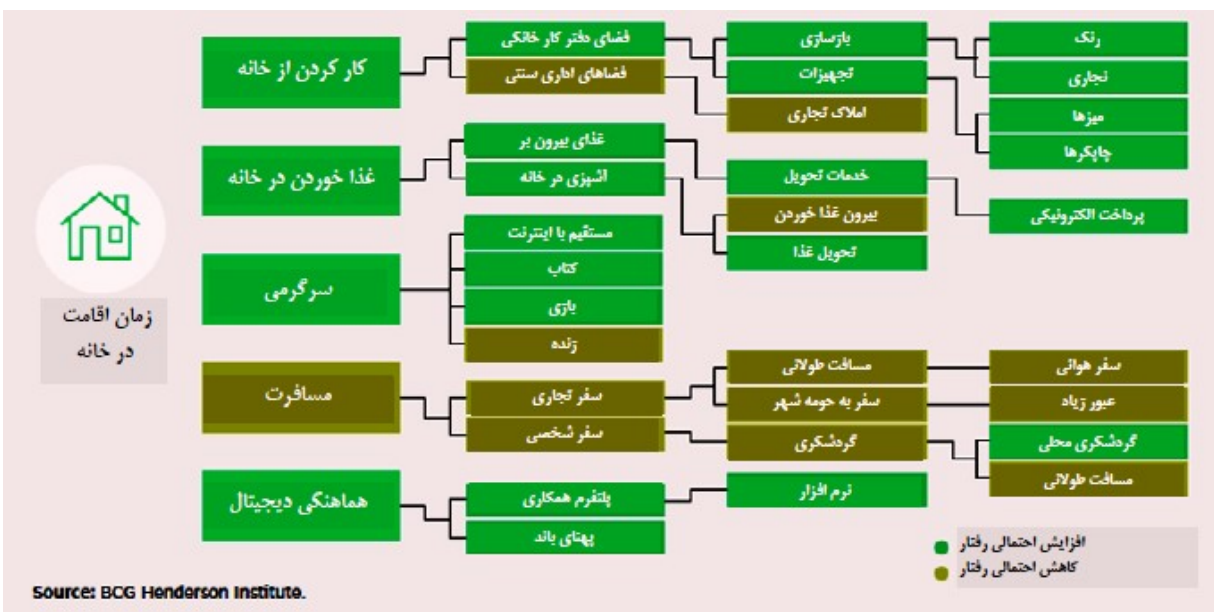 زمان اقامت
در خانه
کار کردن از خانه
فضای دفتر کار خانگی
فضاهای اداری سنتی
بازسازی
تجهیزات
املاک تجاری
رنگ
نجاری
میزها
چاپگرها
غذا خوردن در خانه
غذای بیرون بر
آشپزی در خانه
خدمات تحویل
بیرون غذا خوردن
تحویل غذا
پرداخت الکترونیکی
سرگرمی
مستقیم با اینترنت
کتاب
بازی
زنده
مسافرت
سفر تجاری
سفر شخصی
مسافت طولانی
سفر به حومه شهر
گردشگری
سفر هوائی
عبور زیاد
گردشگری محلی
مسافت طولانی
هماهنگی دیجیتال
پلتفرم همکاری
پهنای باند
نرم افزار
افزایش احتمالی رفتار
کاهش احتمالی رفتار
Source: BCG Henderson Institute.